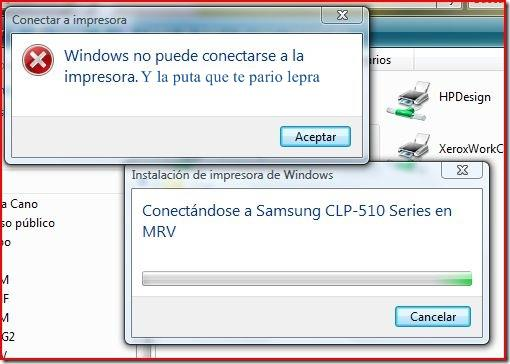 Conectar a impresora
Windows no puede conectarse a la
impresora. Y la puta que te pario lepra
Aceptar
arios
HPDesign
XeroxWorkC
Instalación de impresora de Windows
Conectándose a Samsung CLP-510 Series en
MRV
Cancelar
a Cano
so público
po
M
F
M
G2